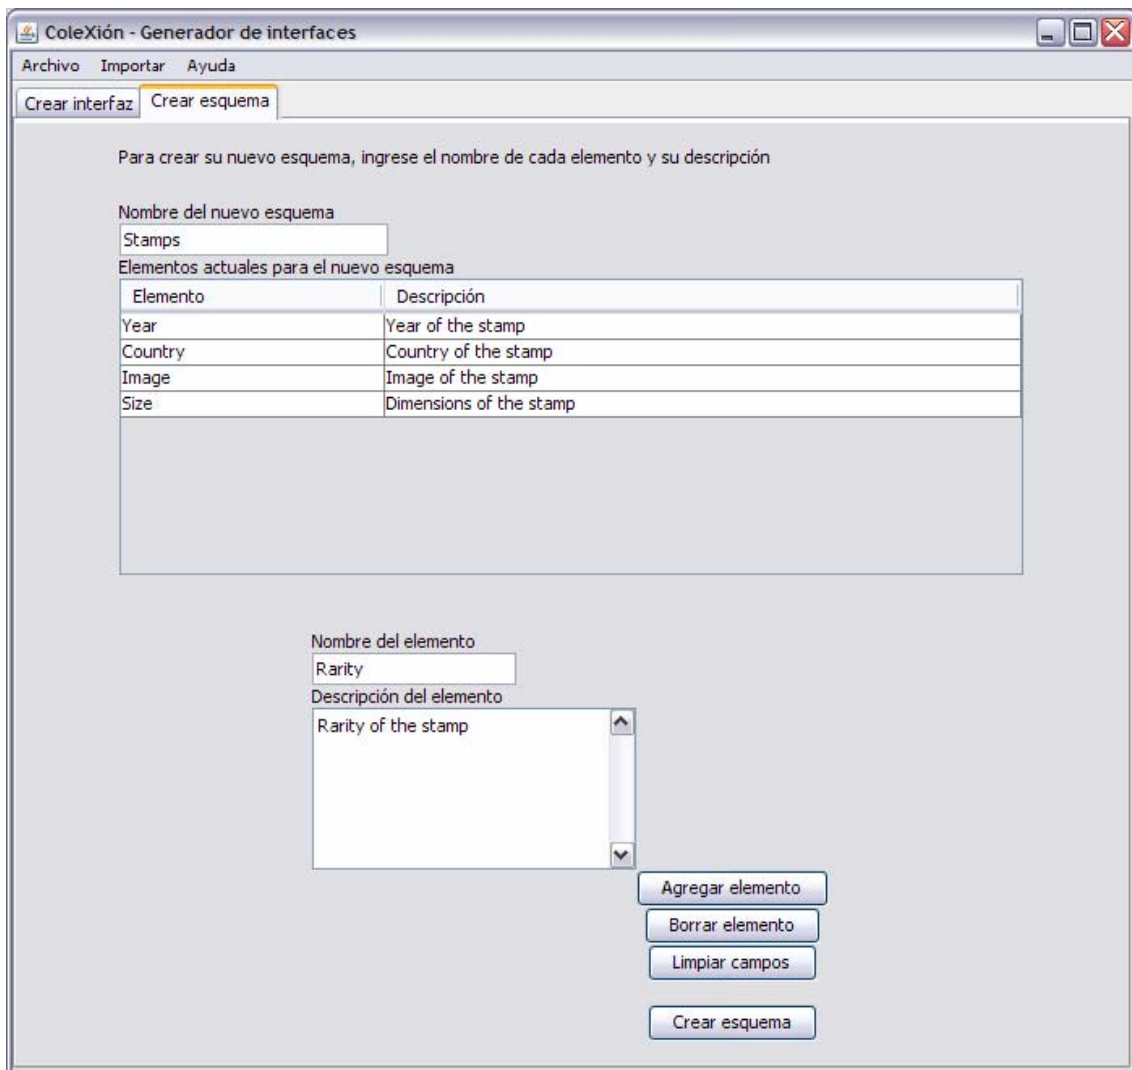 ColeXión - Generador de interfaces
Archivo Importar Ayuda
Crear interfaz Crear esquema
Para crear su nuevo esquema, ingrese el nombre de cada elemento y su descripción
Nombre del nuevo esquema
Stamps
Elementos actuales para el nuevo esquema
Elemento Descripción
Year Year of the stamp
Country Country of the stamp
Image Image of the stamp
Size Dimensions of the stamp
Nombre del elemento
Rarity
Descripción del elemento
Rarity of the stamp
Agregar elemento
Borrar elemento
Limpiar campos
Crear esquema